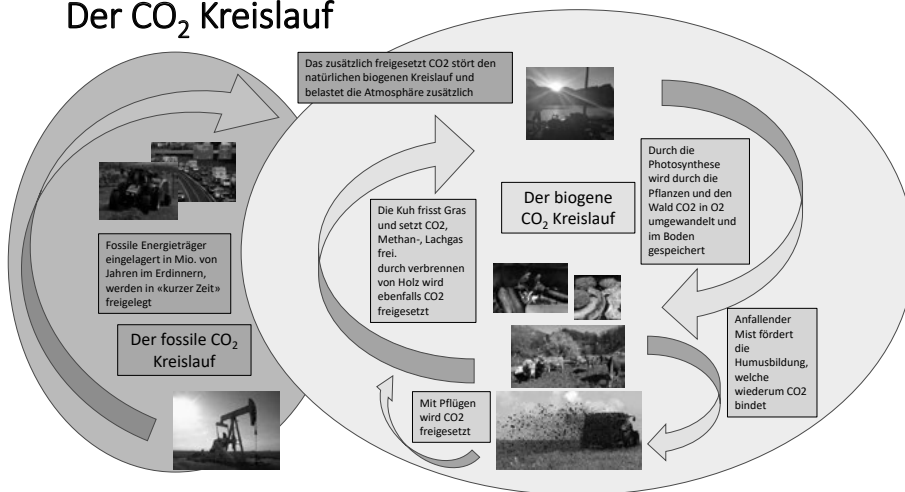 Der CO₂ Kreislauf
Das zusätzlich freigesetzt CO2 stört den
natürlichen biogenen Kreislauf und
belastet die Atmosphäre zusätzlich
Durch die
Photosynthese
wird durch die
Pflanzen und den
Wald CO2 in O2
umgewandelt und
im Boden
gespeichert
Der biogene
CO₂ Kreislauf
Die Kuh frisst Gras
und setzt CO2,
Methan-, Lachgas
frei.
durch verbrennen
von Holz wird
ebenfalls CO2
freigesetzt
Fossile Energieträger
eingelagert in Mio. von
Jahren im Erdinnern,
werden in «kurzer Zeit»
freigelegt
Der fossile CO₂
Kreislauf
Anfallender
Mist fördert
die
Humusbildung,
welche
wiederum CO2
bindet
Mit Pflügen
wird CO2
freigesetzt